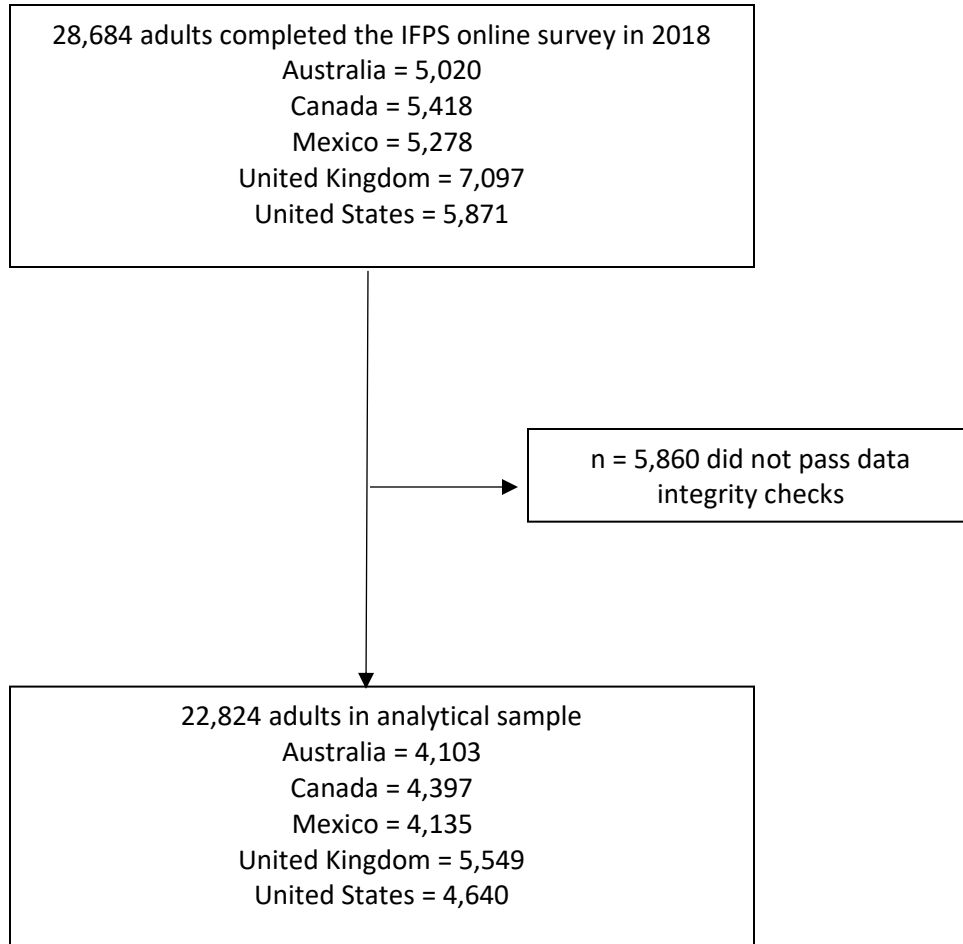 28,684 adults completed the IFPS online survey in 2018
Australia = 5,020
Canada = 5,418
Mexico = 5,278
United Kingdom = 7,097
United States = 5,871
n = 5,860 did not pass data
integrity checks
22,824 adults in analytical sample
Australia = 4,103
Canada = 4,397
Mexico = 4,135
United Kingdom = 5,549
United States = 4,640